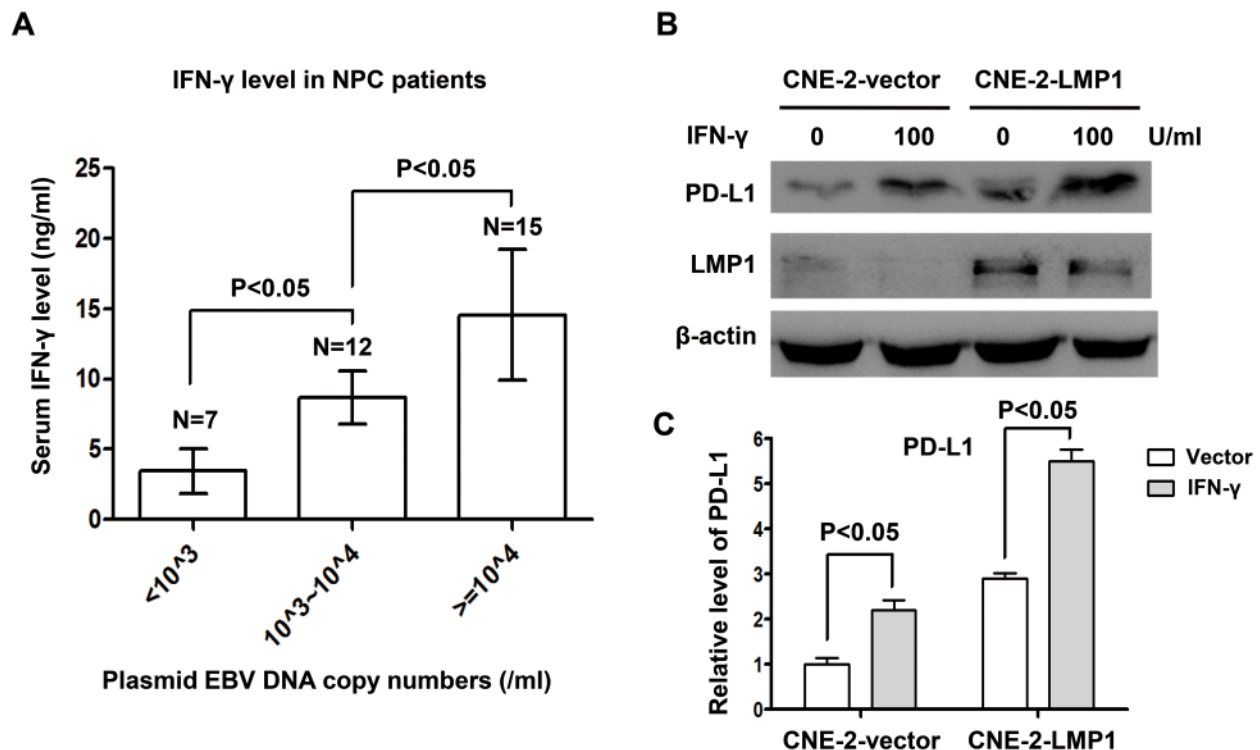 A
IFN-γ level in NPC patients
Serum IFN-γ level (ng/ml)
25
20
15
10
5
0
P<0.05
P<0.05
N=7
N=12
N=15
<10^3
10^3~10^4
>=10^4
Plasmid EBV DNA copy numbers (/ml)
B
CNE-2-vector CNE-2-LMP1
IFN-γ 0 100 0 100 U/ml
PD-L1
LMP1
β-actin
C
PD-L1
Relative level of PD-L1
6
5
4
3
2
1
0
P<0.05
P<0.05
Vector
IFN-γ
CNE-2-vector CNE-2-LMP1